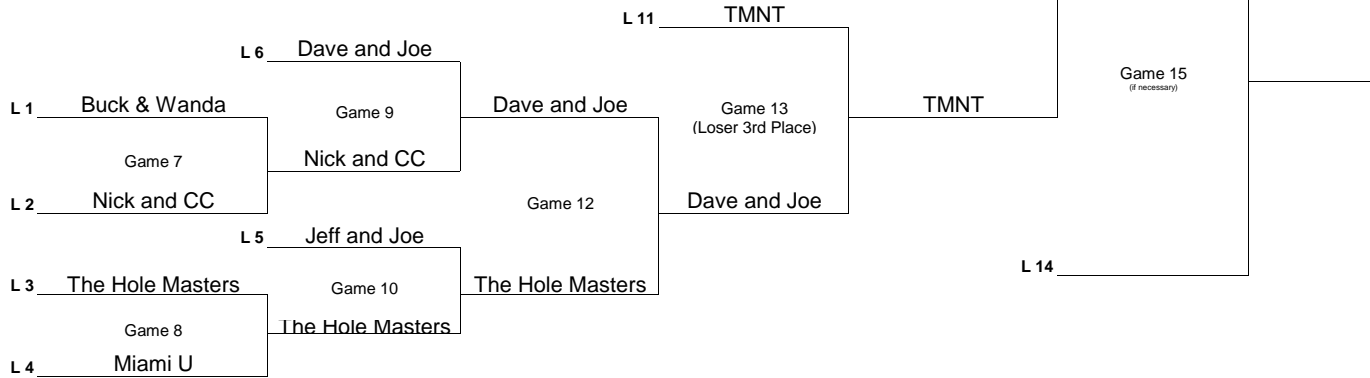 L 11 TMNT
L 6 Dave and Joe
Game 15
(if necessary)
L 1 Buck & Wanda
Game 9
Dave and Joe
Game 13
(Loser 3rd Place)
TMNT
Game 7
Nick and CC
L 2 Nick and CC
Game 12
Dave and Joe
L 5 Jeff and Joe
L 14
L 3 The Hole Masters
Game 10
The Hole Masters
Game 8
The Hole Masters
L 4 Miami U